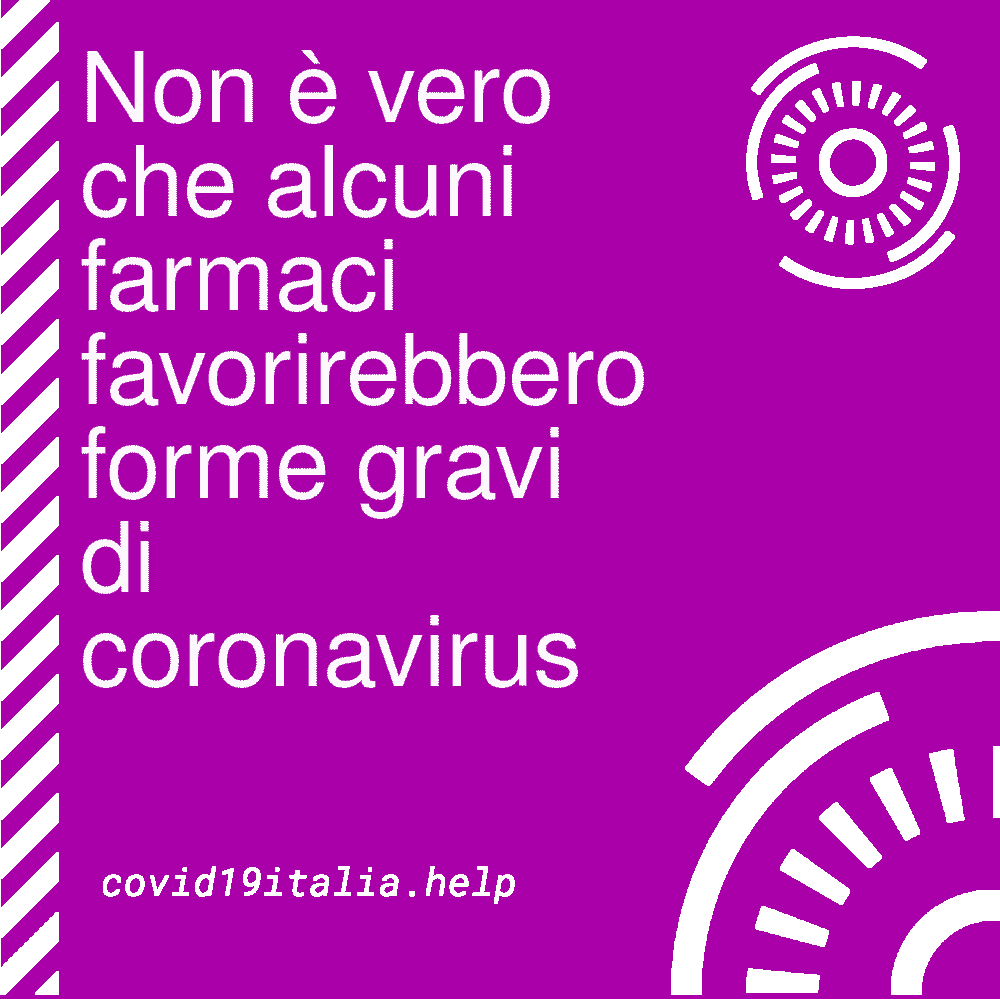 Non è vero
che alcuni
farmaci
favorirebbero
forme gravi
di
coronavirus
covid19italia.help